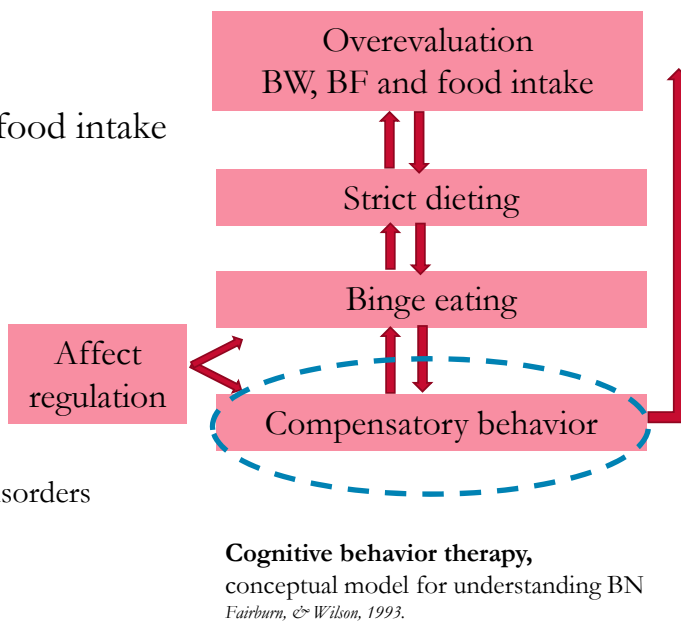 Overevaluation
BW, BF and food intake
food intake
Strict dieting
Binge eating
Affect
regulation
Compensatory behavior
isorders
Cognitive behavior therapy,
conceptual model for understanding BN
Fairburn, & Wilson, 1993.